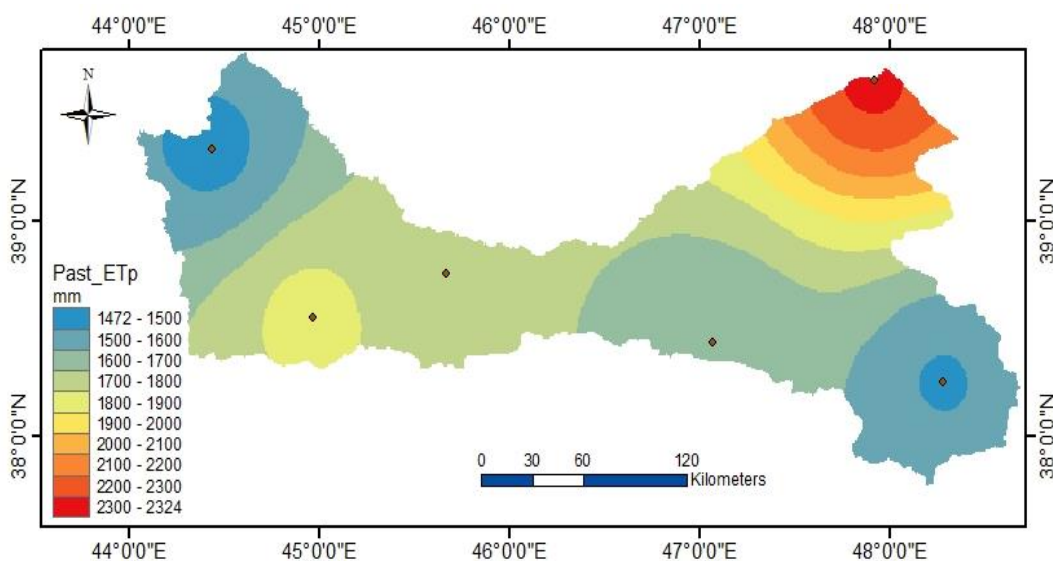 44°0'0"E 45°0'0"E 46°0'0"E 47°0'0"E 48°0'0"E
N
39°0'0"N 39°0'0"N
Past_ETp
mm
1472 - 1500
1500 - 1600
1600 - 1700
1700 - 1800
1800 - 1900
1900 - 2000
2000 - 2100
2100 - 2200
2200 - 2300
2300 - 2324
38°0'0"N 38°0'0"N
0 30 60 120
Kilometers
44°0'0"E 45°0'0"E 46°0'0"E 47°0'0"E 48°0'0"E